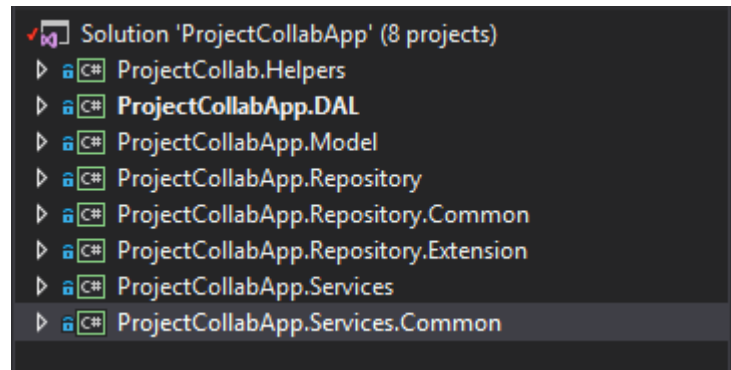 Solution 'ProjectCollabApp' (8 projects)
C# ProjectCollab.Helpers
C# ProjectCollabApp.DAL
C# ProjectCollabApp.Model
C# ProjectCollabApp.Repository
C# ProjectCollabApp.Repository.Common
C# ProjectCollabApp.Repository.Extension
C# ProjectCollabApp.Services
C# ProjectCollabApp.Services.Common